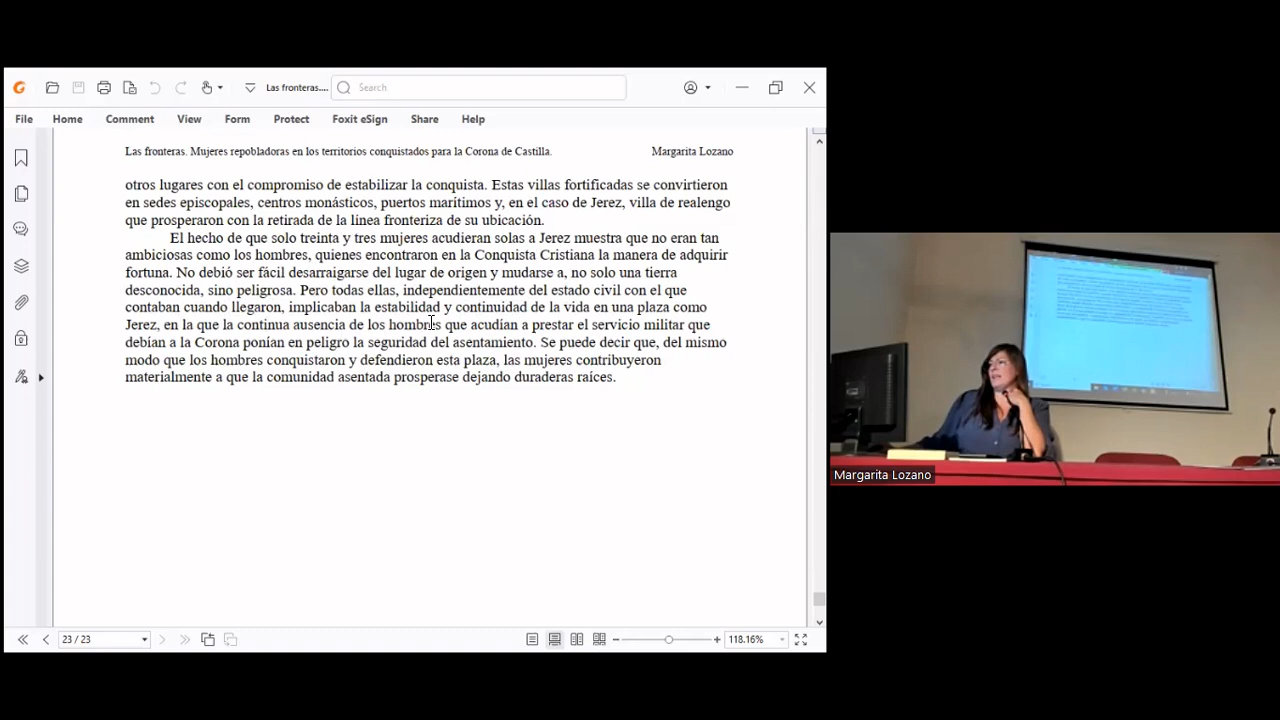 Las fronteras....
Search
File Home Comment View Form Protect Foxit eSign Share Help
Las fronteras. Mujeres repobladoras en los territorios conquistados para la Corona de Castilla. Margarita Lozano
otros lugares con el compromiso de estabilizar la conquista. Estas villas fortificadas se convirtieron
en sedes episcopales, centros monásticos, puertos marítimos y, en el caso de Jerez, villa de realengo
que prosperaron con la retirada de la línea fronteriza de su ubicación.
El hecho de que solo treinta y tres mujeres acudieran solas a Jerez muestra que no eran tan
ambiciosas como los hombres, quienes encontraron en la Conquista Cristiana la manera de adquirir
fortuna. No debió ser fácil desarraigarse del lugar de origen y mudarse a, no solo una tierra
desconocida, sino peligrosa. Pero todas ellas, independientemente del estado civil con el que
contaban cuando llegaron, implicaban la estabilidad y continuidad de la vida en una plaza como
Jerez, en la que la continua ausencia de los hombres que acudían a prestar el servicio militar que
debían a la Corona ponían en peligro la seguridad del asentamiento. Se puede decir que, del mismo
modo que los hombres conquistaron y defendieron esta plaza, las mujeres contribuyeron
materialmente a que la comunidad asentada prosperase dejando duraderas raíces.
23 / 23
118.16%
Margarita Lozano